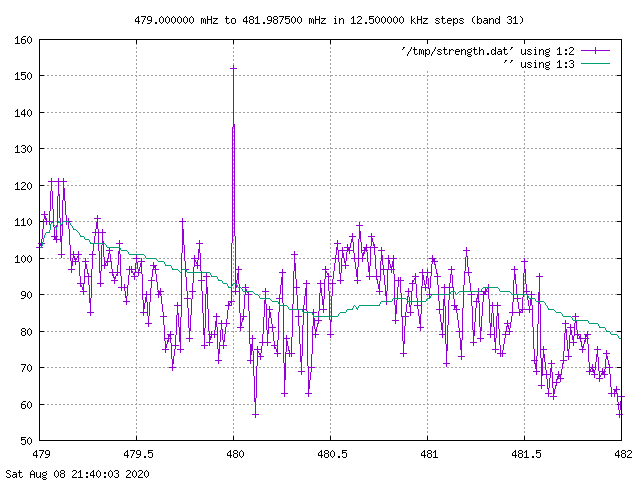 479.000000 mHz to 481.987500 mHz in 12.500000 kHz steps (band 31)
'/tmp/strength.dat' using 1:2
'' using 1:3
160
150
140
130
120
110
100
90
80
70
60
50
479 479.5 480 480.5 481 481.5 482
Sat Aug 08 21:40:03 2020